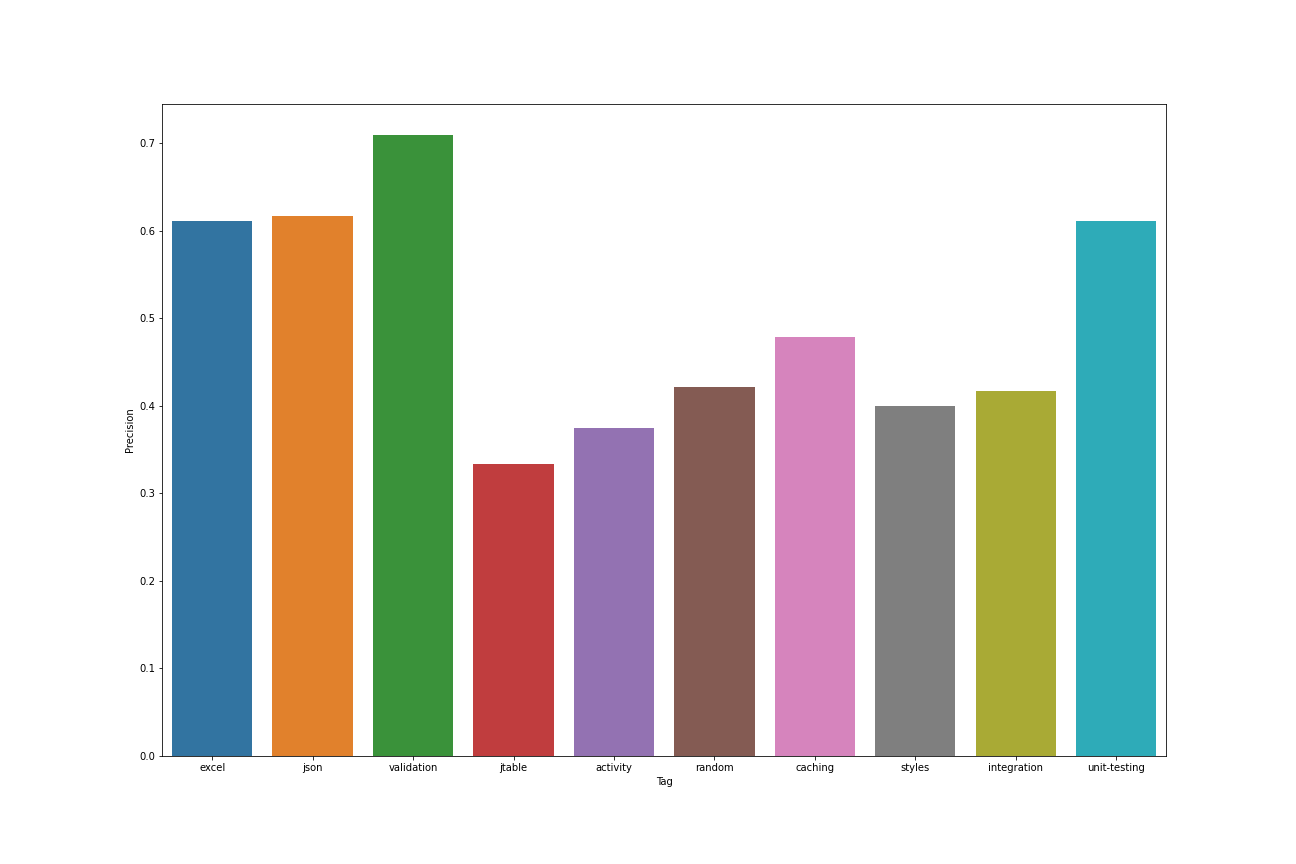 0.7
0.6
0.5
0.4
0.3
0.2
0.1
0.0
Precision
excel json validation jtable activity random caching styles integration unit-testing
Tag